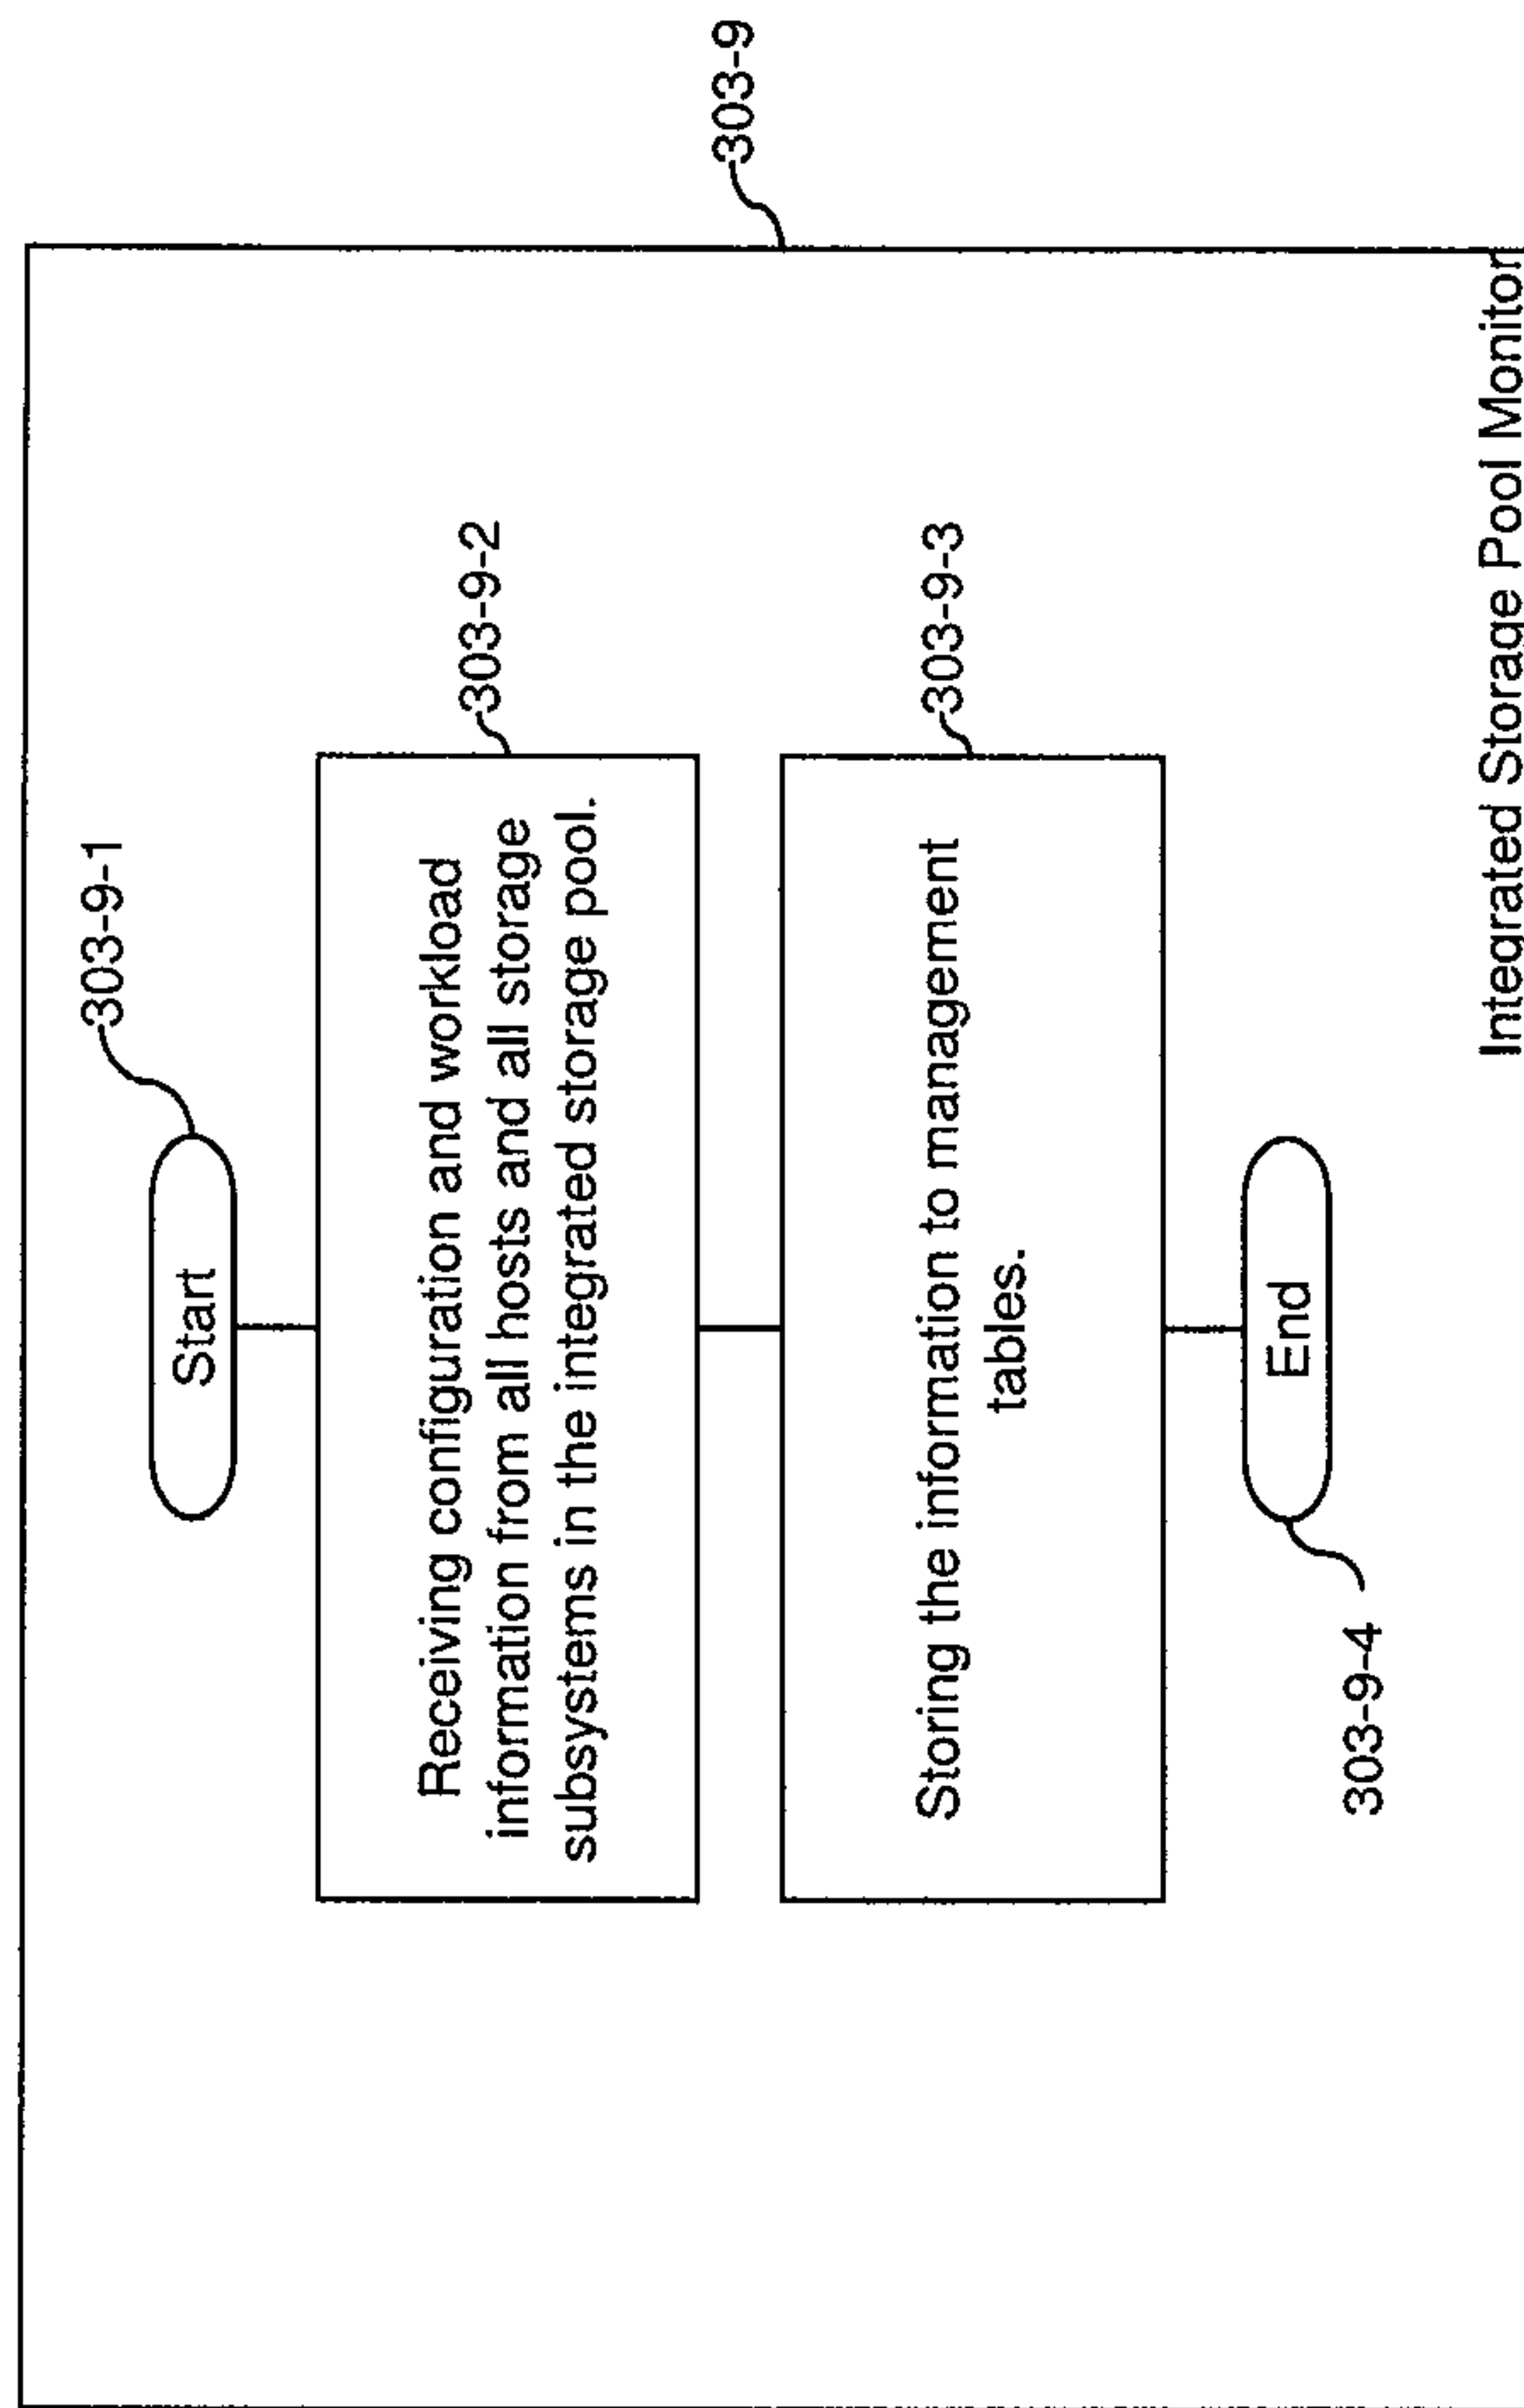 303-9-1
Start
303-9-2
Receiving configuration and workload
information from all hosts and all storage
subsystems in the integrated storage pool.
303-9
303-9-3
Storing the information to management
tables.
End
303-9-4
Integrated Storage Pool Monitor